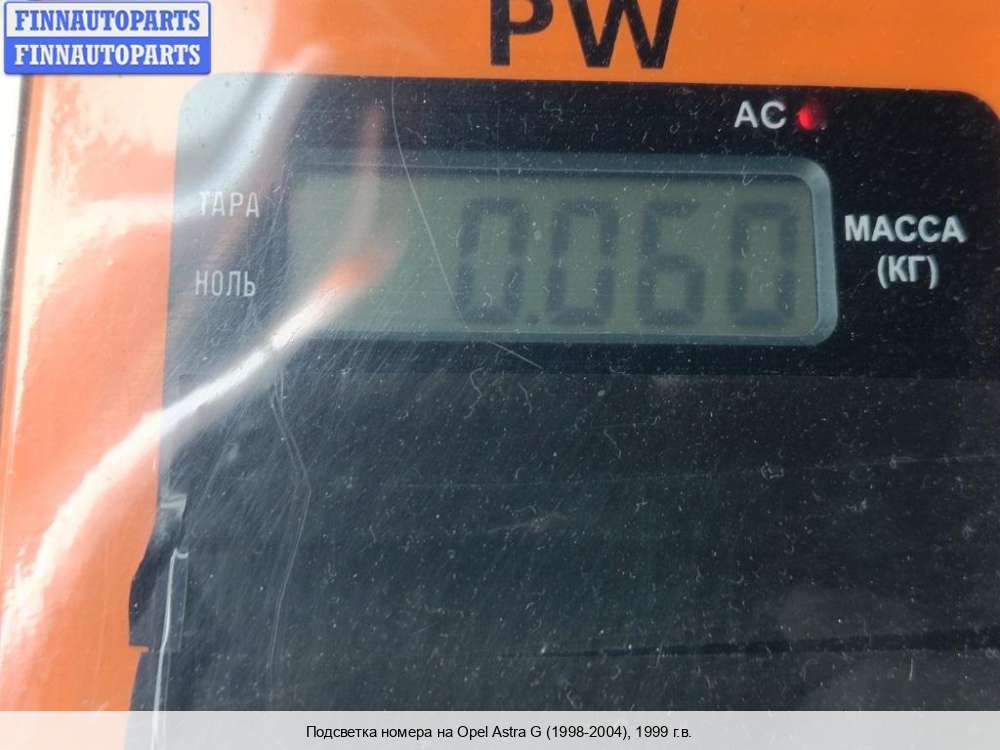 FINNAUTOPARTS
FINNAUTOPARTS
PW
AC
ТАРА
0.060
МАССА
(КГ)
НОЛЬ
Подсветка номера на Opel Astra G (1998-2004), 1999 г.в.